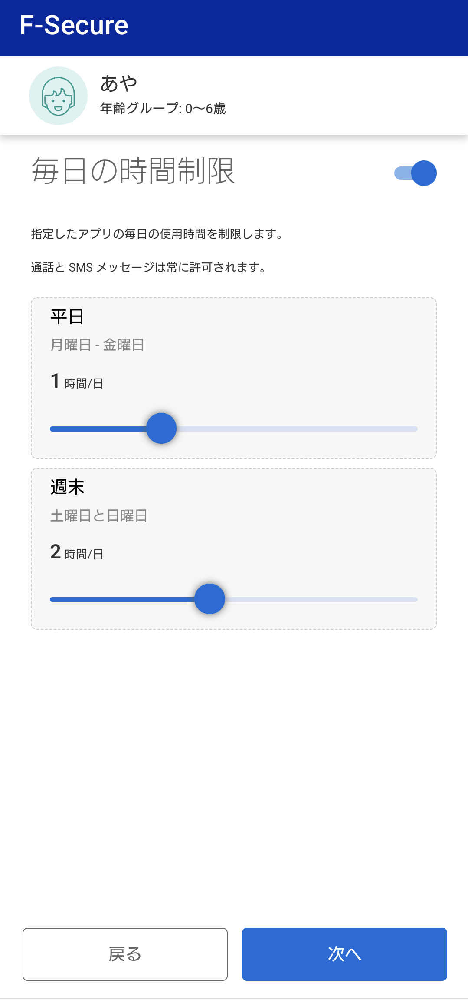 F-Secure
あや
年齢グループ: 0〜6歳
毎日の時間制限
指定したアプリの毎日の使用時間を制限します。
通話と SMS メッセージは常に許可されます。
平日
月曜日 - 金曜日
1 時間/日
週末
土曜日と日曜日
2 時間/日
戻る
次へ